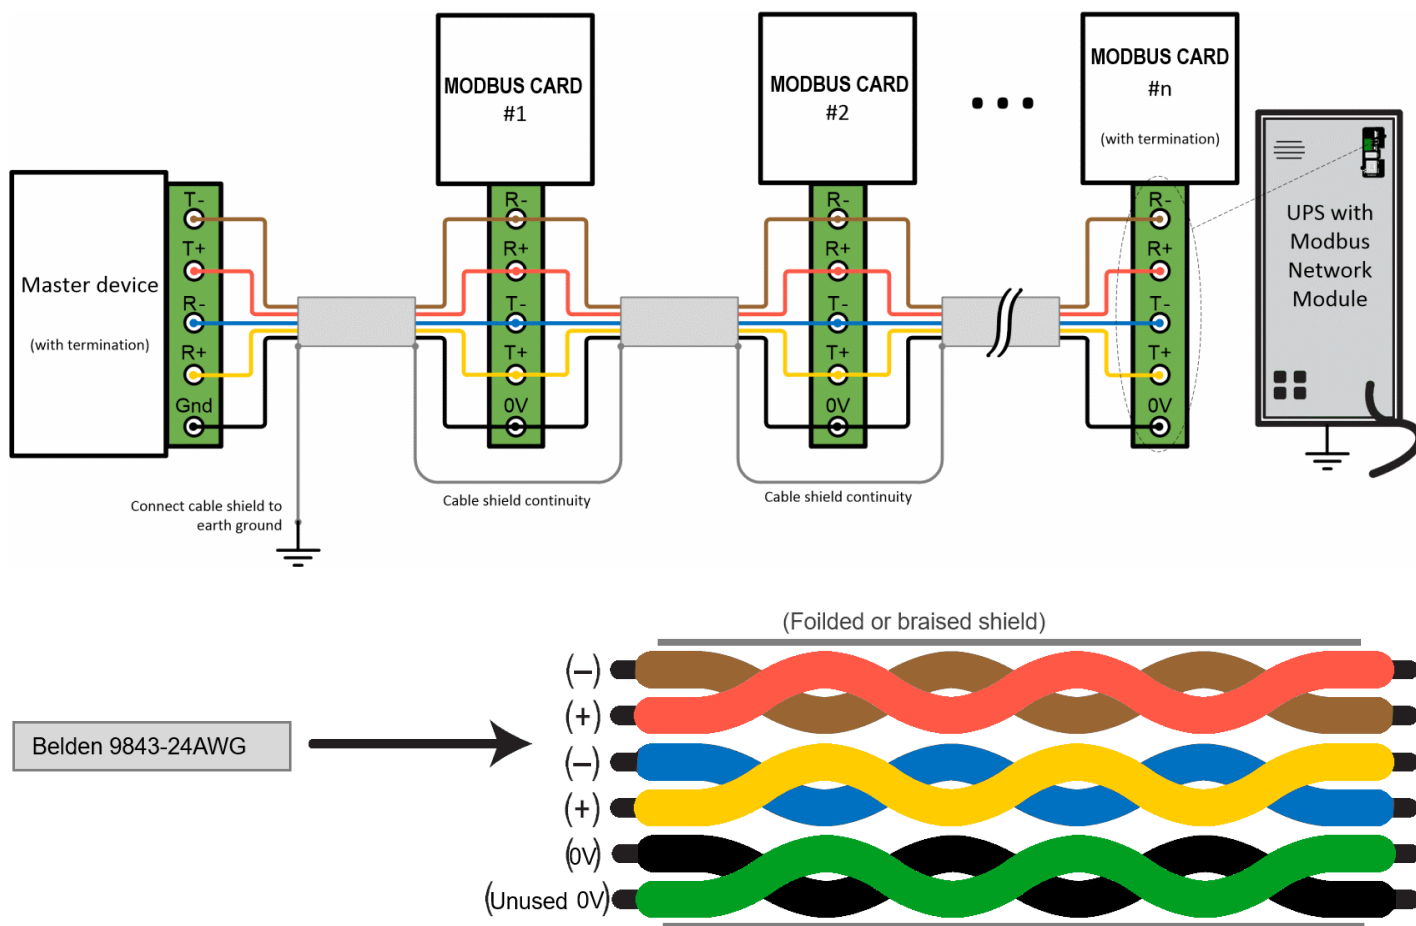 MODBUS CARD
#1
MODBUS CARD
#2
MODBUS CARD
#n
(with termination)
Master device
(with termination)
T-
T+
R-
R+
Gnd
R-
R+
T-
T+
0V
R-
R+
T-
T+
0V
R-
R+
T-
T+
0V
UPS with
Modbus
Network
Module
Connect cable shield to
earth ground
Cable shield continuity
Cable shield continuity
(Foilded or braised shield)
Belden 9843-24AWG
(−)
(+)
(−)
(+)
(0V)
(Unused 0V)